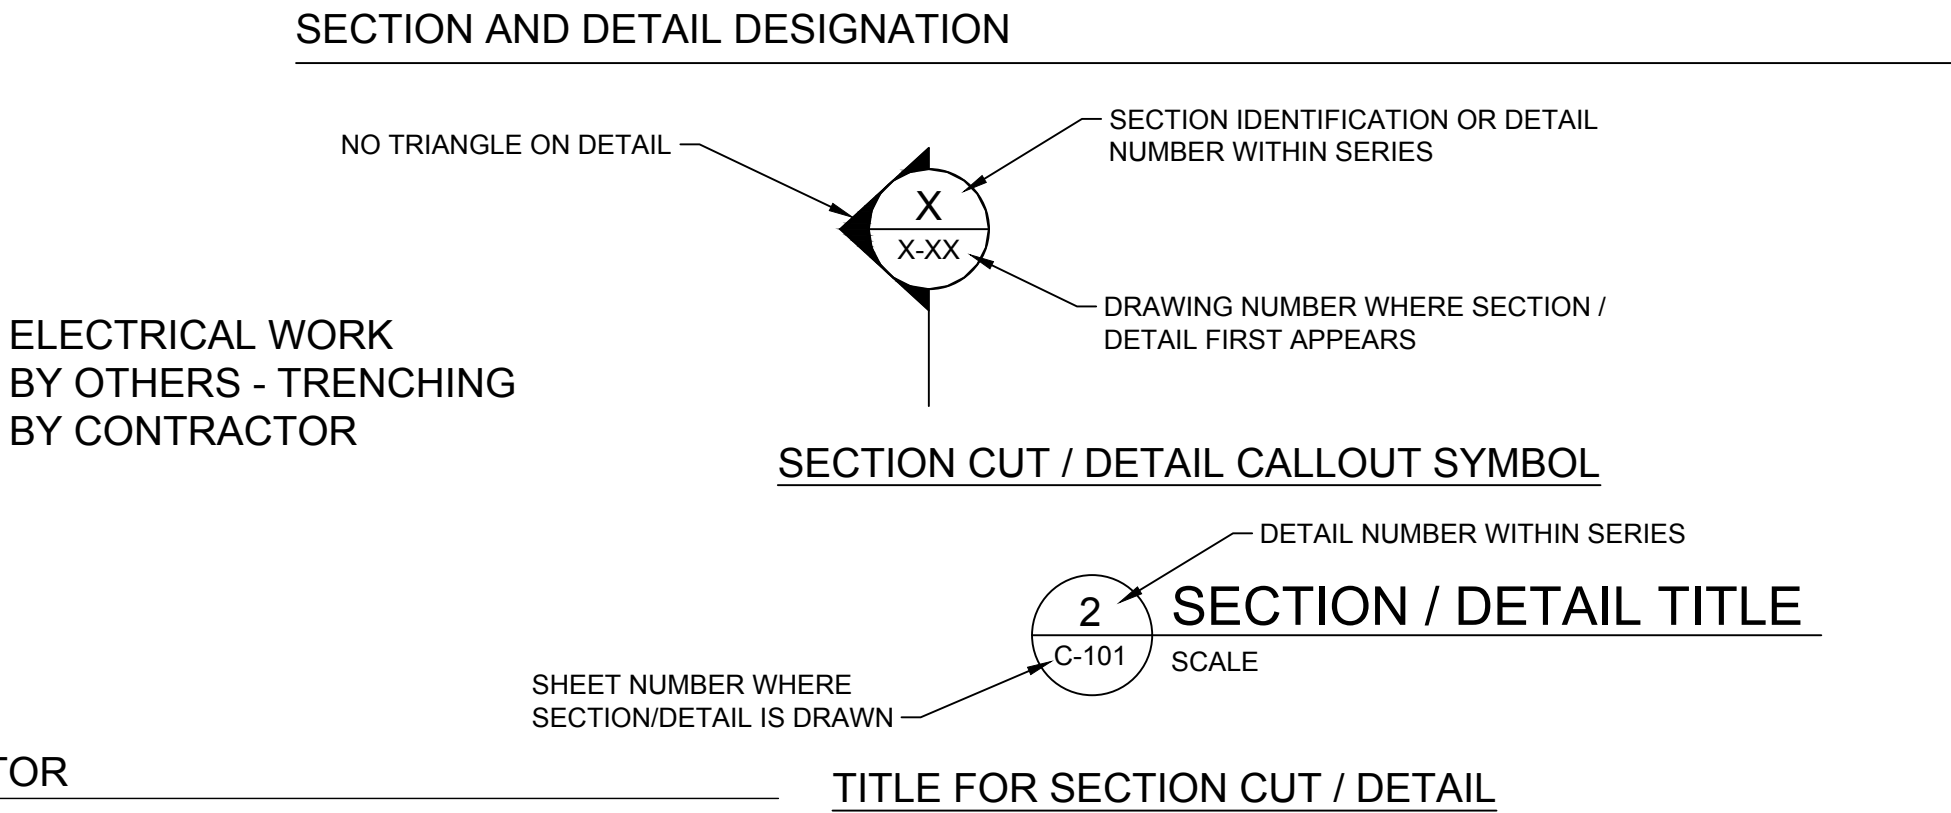 SECTION AND DETAIL DESIGNATION
NO TRIANGLE ON DETAIL
SECTION IDENTIFICATION OR DETAIL
NUMBER WITHIN SERIES
X
X-XX
DRAWING NUMBER WHERE SECTION /
DETAIL FIRST APPEARS
ELECTRICAL WORK
BY OTHERS - TRENCHING
BY CONTRACTOR
SECTION CUT / DETAIL CALLOUT SYMBOL
DETAIL NUMBER WITHIN SERIES
2
SECTION / DETAIL TITLE
C-101
SCALE
SHEET NUMBER WHERE
SECTION/DETAIL IS DRAWN
TOR
TITLE FOR SECTION CUT / DETAIL